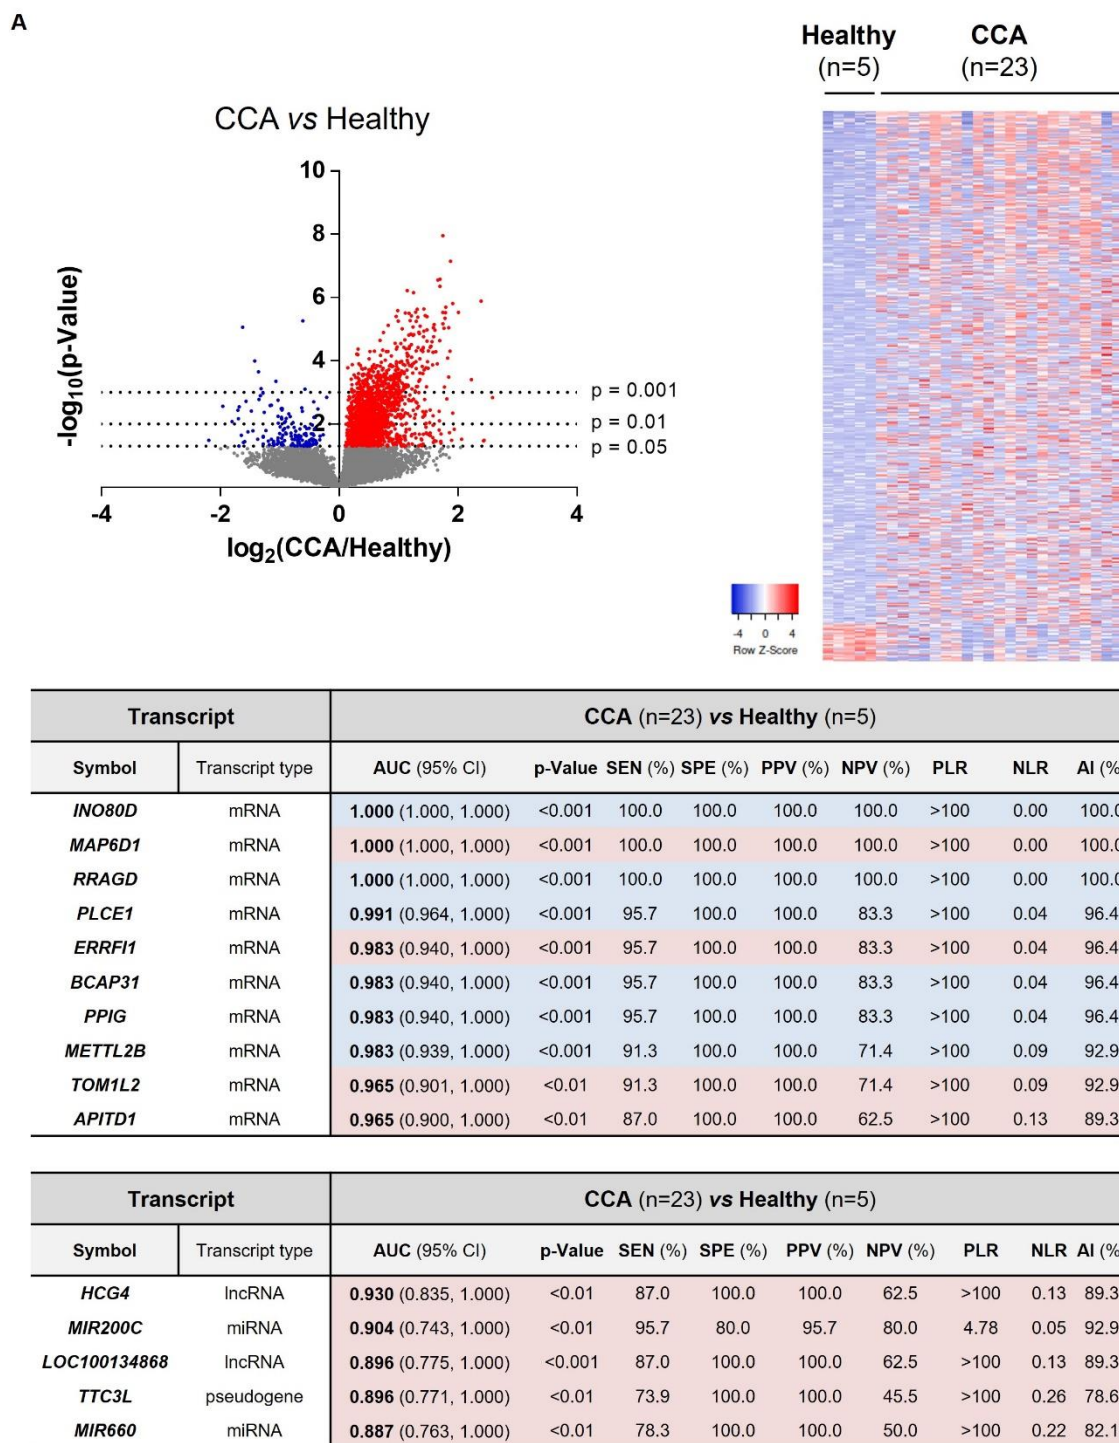 A
Healthy CCA
(n=5) (n=23)
CCA vs Healthy
10
8
6
4
2
-log10(p-Value)
p = 0.001
p = 0.01
p = 0.05
-4 -2 0 2 4
log2(CCA/Healthy)
-4 0 4
Row Z-Score
Transcript CCA (n=23) vs Healthy (n=5)
Symbol Transcript type AUC (95% CI) p-Value SEN (%) SPE (%) PPV (%) NPV (%) PLR NLR AI (%
INO80D mRNA 1.000 (1.000, 1.000) <0.001 100.0 100.0 100.0 100.0 >100 0.00 100.0
MAP6D1 mRNA 1.000 (1.000, 1.000) <0.001 100.0 100.0 100.0 100.0 >100 0.00 100.0
RRAGD mRNA 1.000 (1.000, 1.000) <0.001 100.0 100.0 100.0 100.0 >100 0.00 100.0
PLCE1 mRNA 0.991 (0.964, 1.000) <0.001 95.7 100.0 100.0 83.3 >100 0.04 96.4
ERRFI1 mRNA 0.983 (0.940, 1.000) <0.001 95.7 100.0 100.0 83.3 >100 0.04 96.4
BCAP31 mRNA 0.983 (0.940, 1.000) <0.001 95.7 100.0 100.0 83.3 >100 0.04 96.4
PPIG mRNA 0.983 (0.940, 1.000) <0.001 95.7 100.0 100.0 83.3 >100 0.04 96.4
METTL2B mRNA 0.983 (0.939, 1.000) <0.001 91.3 100.0 100.0 71.4 >100 0.09 92.9
TOM1L2 mRNA 0.965 (0.901, 1.000) <0.01 91.3 100.0 100.0 71.4 >100 0.09 92.9
APITD1 mRNA 0.965 (0.900, 1.000) <0.01 87.0 100.0 100.0 62.5 >100 0.13 89.3
Transcript CCA (n=23) vs Healthy (n=5)
Symbol Transcript type AUC (95% CI) p-Value SEN (%) SPE (%) PPV (%) NPV (%) PLR NLR AI (%
HCG4 lncRNA 0.930 (0.835, 1.000) <0.01 87.0 100.0 100.0 62.5 >100 0.13 89.3
MIR200C miRNA 0.904 (0.743, 1.000) <0.01 95.7 80.0 95.7 80.0 4.78 0.05 92.9
LOC100134868 lncRNA 0.896 (0.775, 1.000) <0.001 87.0 100.0 100.0 62.5 >100 0.13 89.3
TTC3L pseudogene 0.896 (0.771, 1.000) <0.01 73.9 100.0 100.0 45.5 >100 0.26 78.6
MIR660 miRNA 0.887 (0.763, 1.000) <0.01 78.3 100.0 100.0 50.0 >100 0.22 82.1